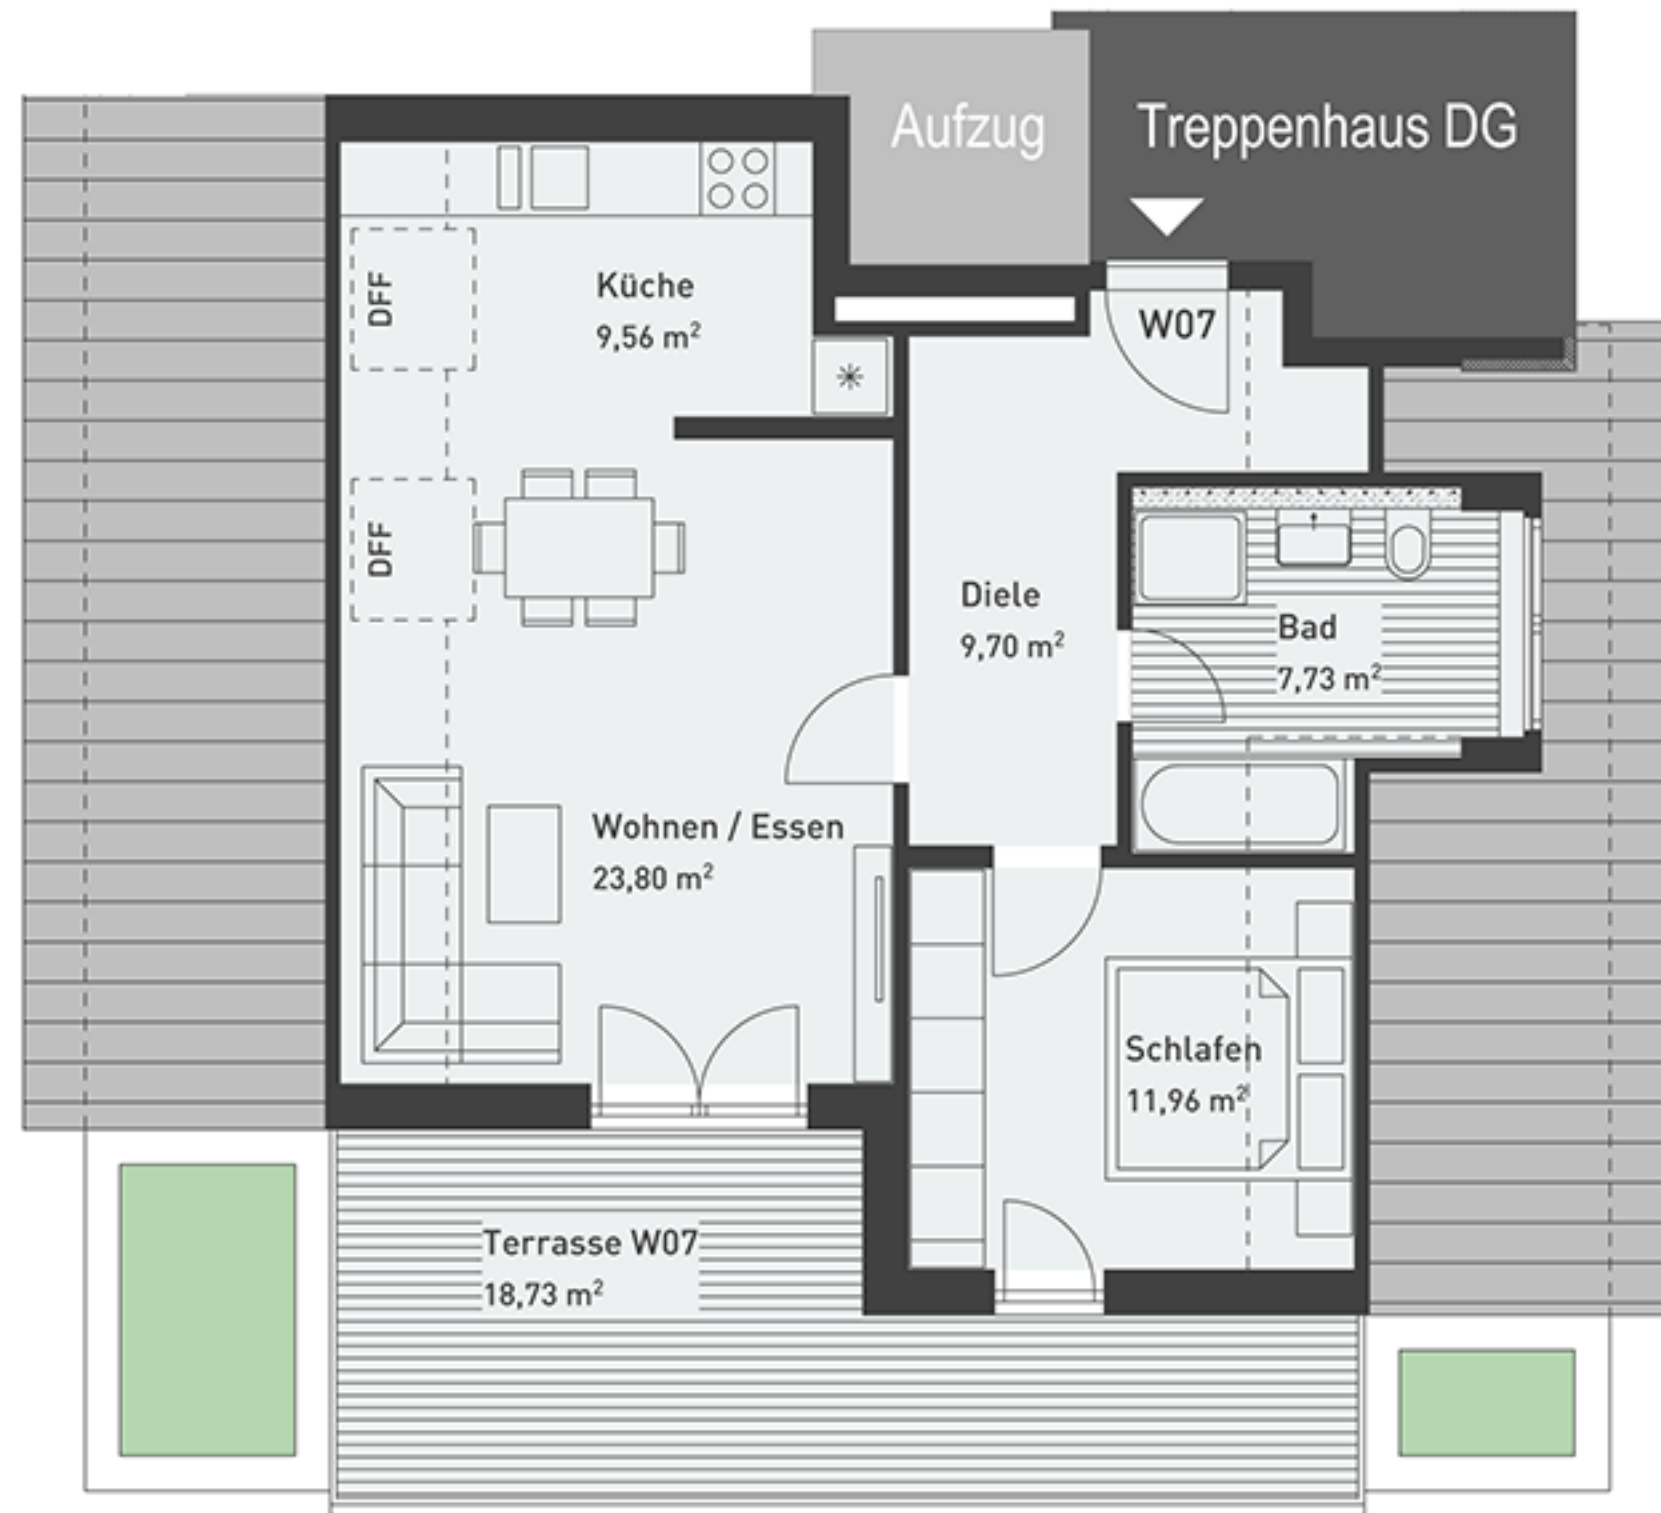 Aufzug
Treppenhaus DG
DFF
Küche
9,56 m²
W07
DFF
Diele
9,70 m²
Bad
7,73 m²
Wohnen / Essen
23,80 m²
Schlafen
11,96 m²
Terrasse W07
18,73 m²